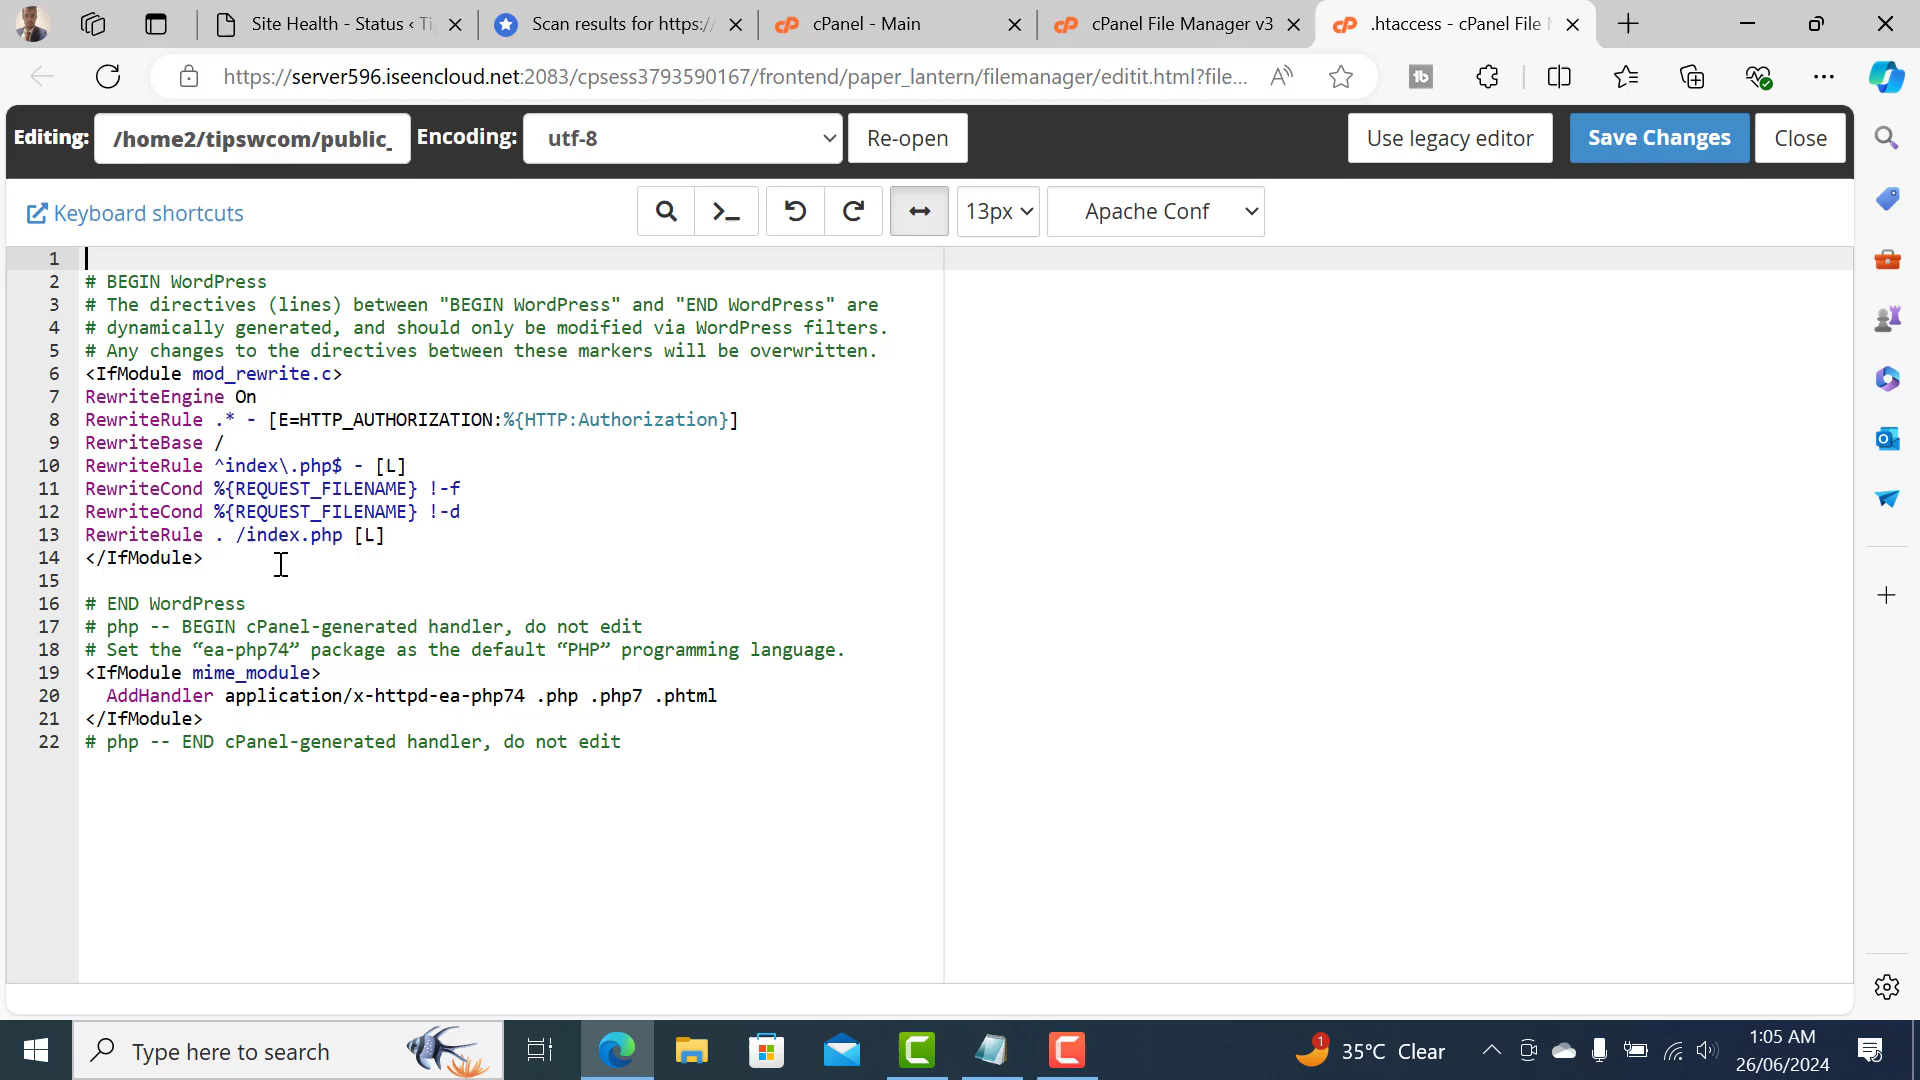 Site Health - Status ‹ Ti
Scan results for https:/
cPanel - Main
cPanel File Manager v3
.htaccess - cPanel File
https://server596.iseencloud.net:2083/cpsess3793590167/frontend/paper_lantern/filemanager/editit.html?file...
Editing: /home2/tipswcom/public_ Encoding: utf-8 Re-open Use legacy editor Save Changes Close
Keyboard shortcuts 13px Apache Conf
1
2 # BEGIN WordPress
3 # The directives (lines) between "BEGIN WordPress" and "END WordPress" are
4 # dynamically generated, and should only be modified via WordPress filters.
5 # Any changes to the directives between these markers will be overwritten.
6 <IfModule mod_rewrite.c>
7 RewriteEngine On
8 RewriteRule .* - [E=HTTP_AUTHORIZATION:%{HTTP:Authorization}]
9 RewriteBase /
10 RewriteRule ^index\.php$ - [L]
11 RewriteCond %{REQUEST_FILENAME} !-f
12 RewriteCond %{REQUEST_FILENAME} !-d
13 RewriteRule . /index.php [L]
14 </IfModule>
15
16 # END WordPress
17 # php -- BEGIN cPanel-generated handler, do not edit
18 # Set the “ea-php74” package as the default “PHP” programming language.
19 <IfModule mime_module>
20 AddHandler application/x-httpd-ea-php74 .php .php7 .phtml
21 </IfModule>
22 # php -- END cPanel-generated handler, do not edit
Type here to search
1
35°C Clear
1:05 AM
26/06/2024